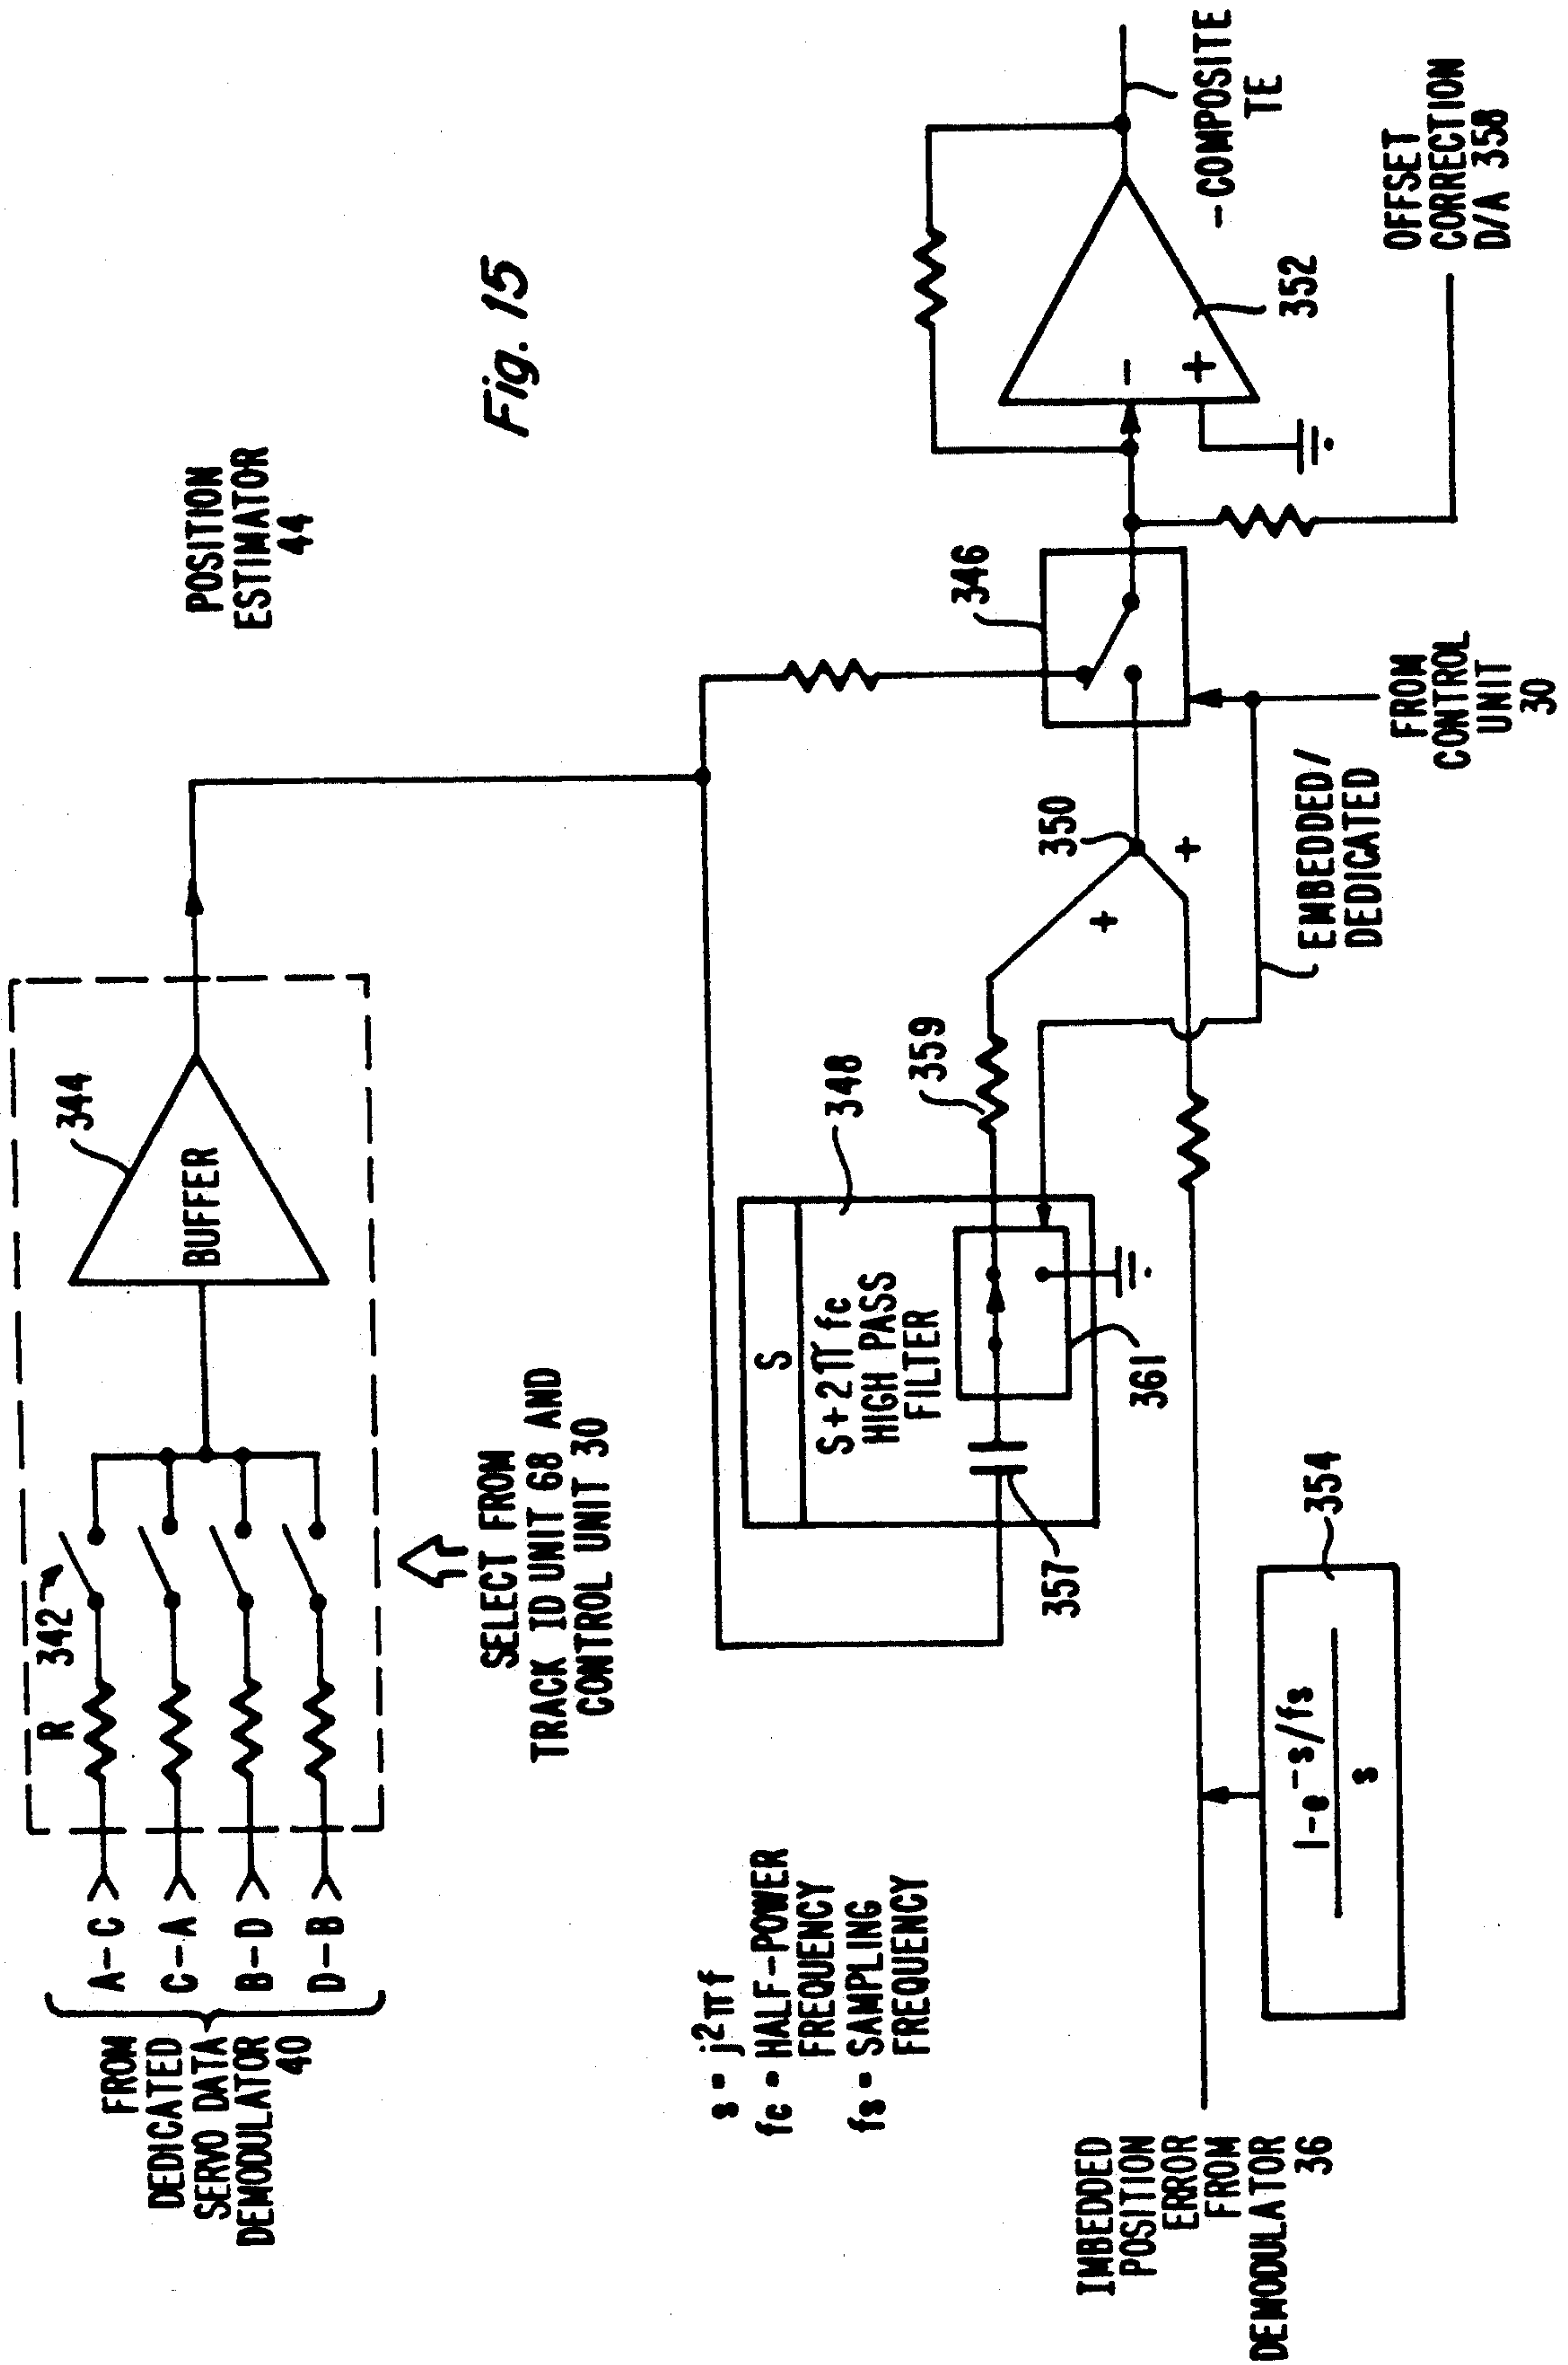 POSITION
ESTIMATOR
44
Fig. 15
FROM
DEDICATED
SERVO DATA
DEMODULATOR
40
A-C
C-A
B-D
D-B
R
342
BUFFER
344
SELECT FROM
TRACK ID UNIT 68 AND
CONTROL UNIT 30
s = j2πf
fc = HALF-POWER
FREQUENCY
fs = SAMPLING
FREQUENCY
S
S+2πfc
HIGH PASS
FILTER
348
357
361
359
350
+
+
346
-
+
352
-COMPOSITE
TE
OFFSET
CORRECTION
D/A 358
FROM
CONTROL
UNIT
30
EMBEDDED/
DEDICATED
IMBEDDED
POSITION
ERROR
FROM
DEMODULATOR
36
1-e-s/fs
s
354